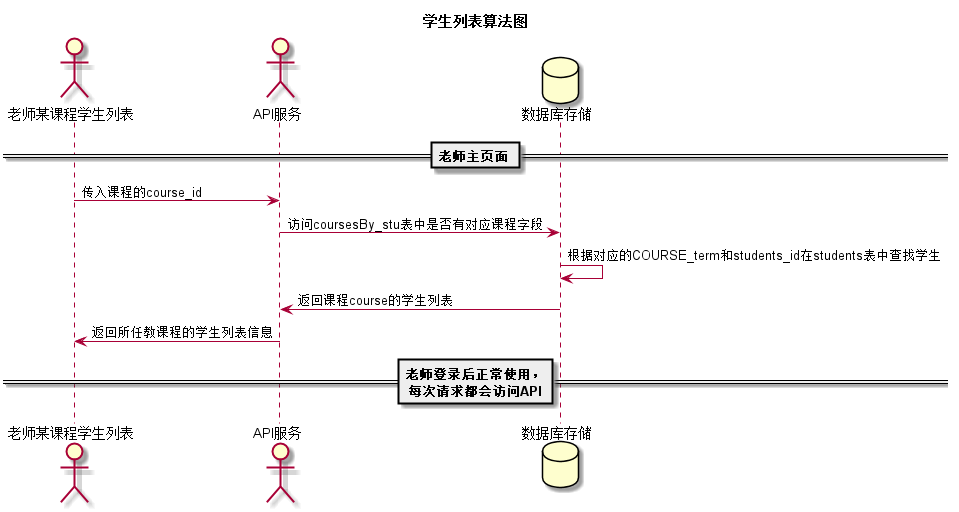 学生列表算法图
老师某课程学生列表
API服务
数据库存储
老师主页面
传入课程的course_id
访问coursesBy_stu表中是否有对应课程字段
根据对应的COURSE_term和students_id在students表中查找学生
返回课程course的学生列表
返回所任教课程的学生列表信息
老师登录后正常使用，
每次请求都会访问API
老师某课程学生列表
API服务
数据库存储